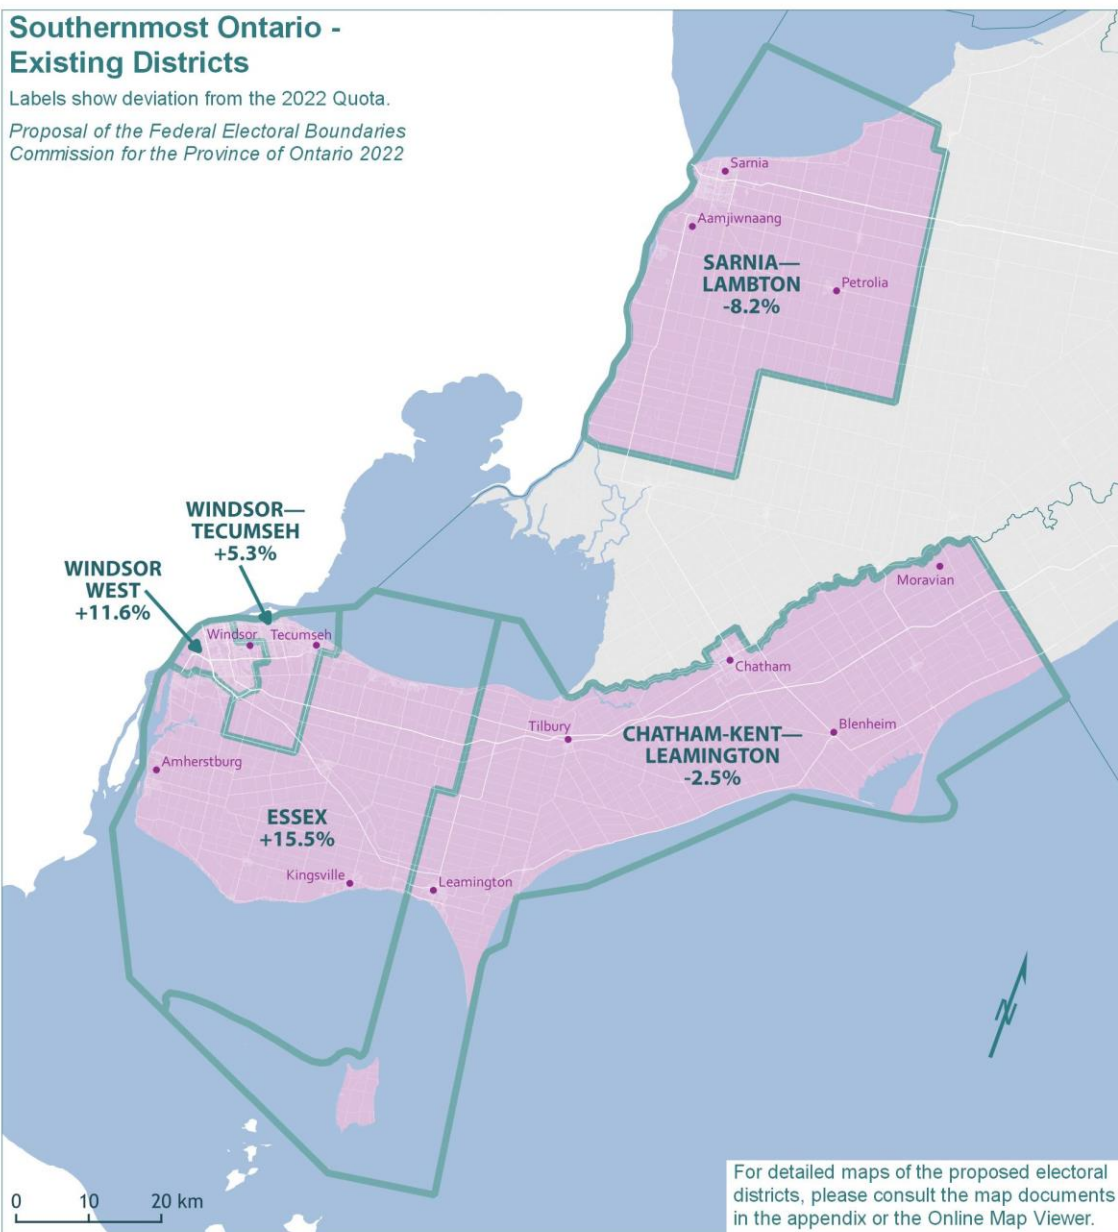 Southernmost Ontario -
Existing Districts
Labels show deviation from the 2022 Quota.
Proposal of the Federal Electoral Boundaries
Commission for the Province of Ontario 2022
Sarnia
Aamjiwnaang
SARNIA—
LAMBTON
-8.2%
Petrolia
WINDSOR—
TECUMSEH
+5.3%
WINDSOR
WEST
+11.6%
Windsor
Tecumseh
Moravian
Chatham
Tilbury
CHATHAM-KENT—
LEAMINGTON
-2.5%
Blenheim
Amherstburg
ESSEX
+15.5%
Kingsville
Leamington
N
0 10 20 km
For detailed maps of the proposed electoral
districts, please consult the map documents
in the appendix or the Online Map Viewer.